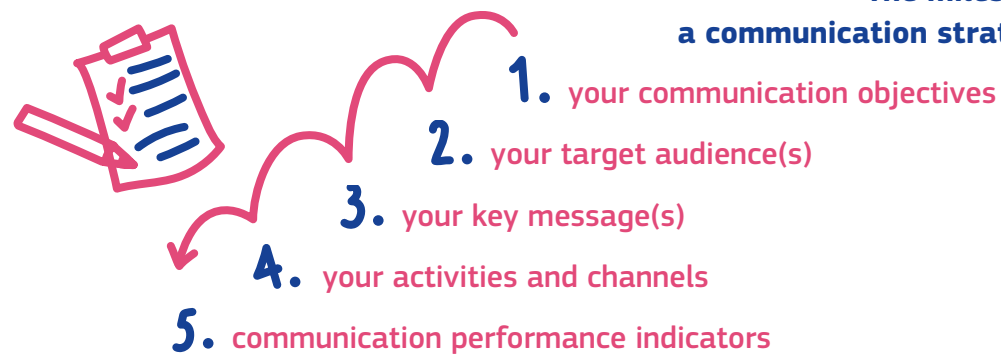 a communication strat
1. your communication objectives
2. your target audience(s)
3. your key message(s)
4. your activities and channels
5. communication performance indicators